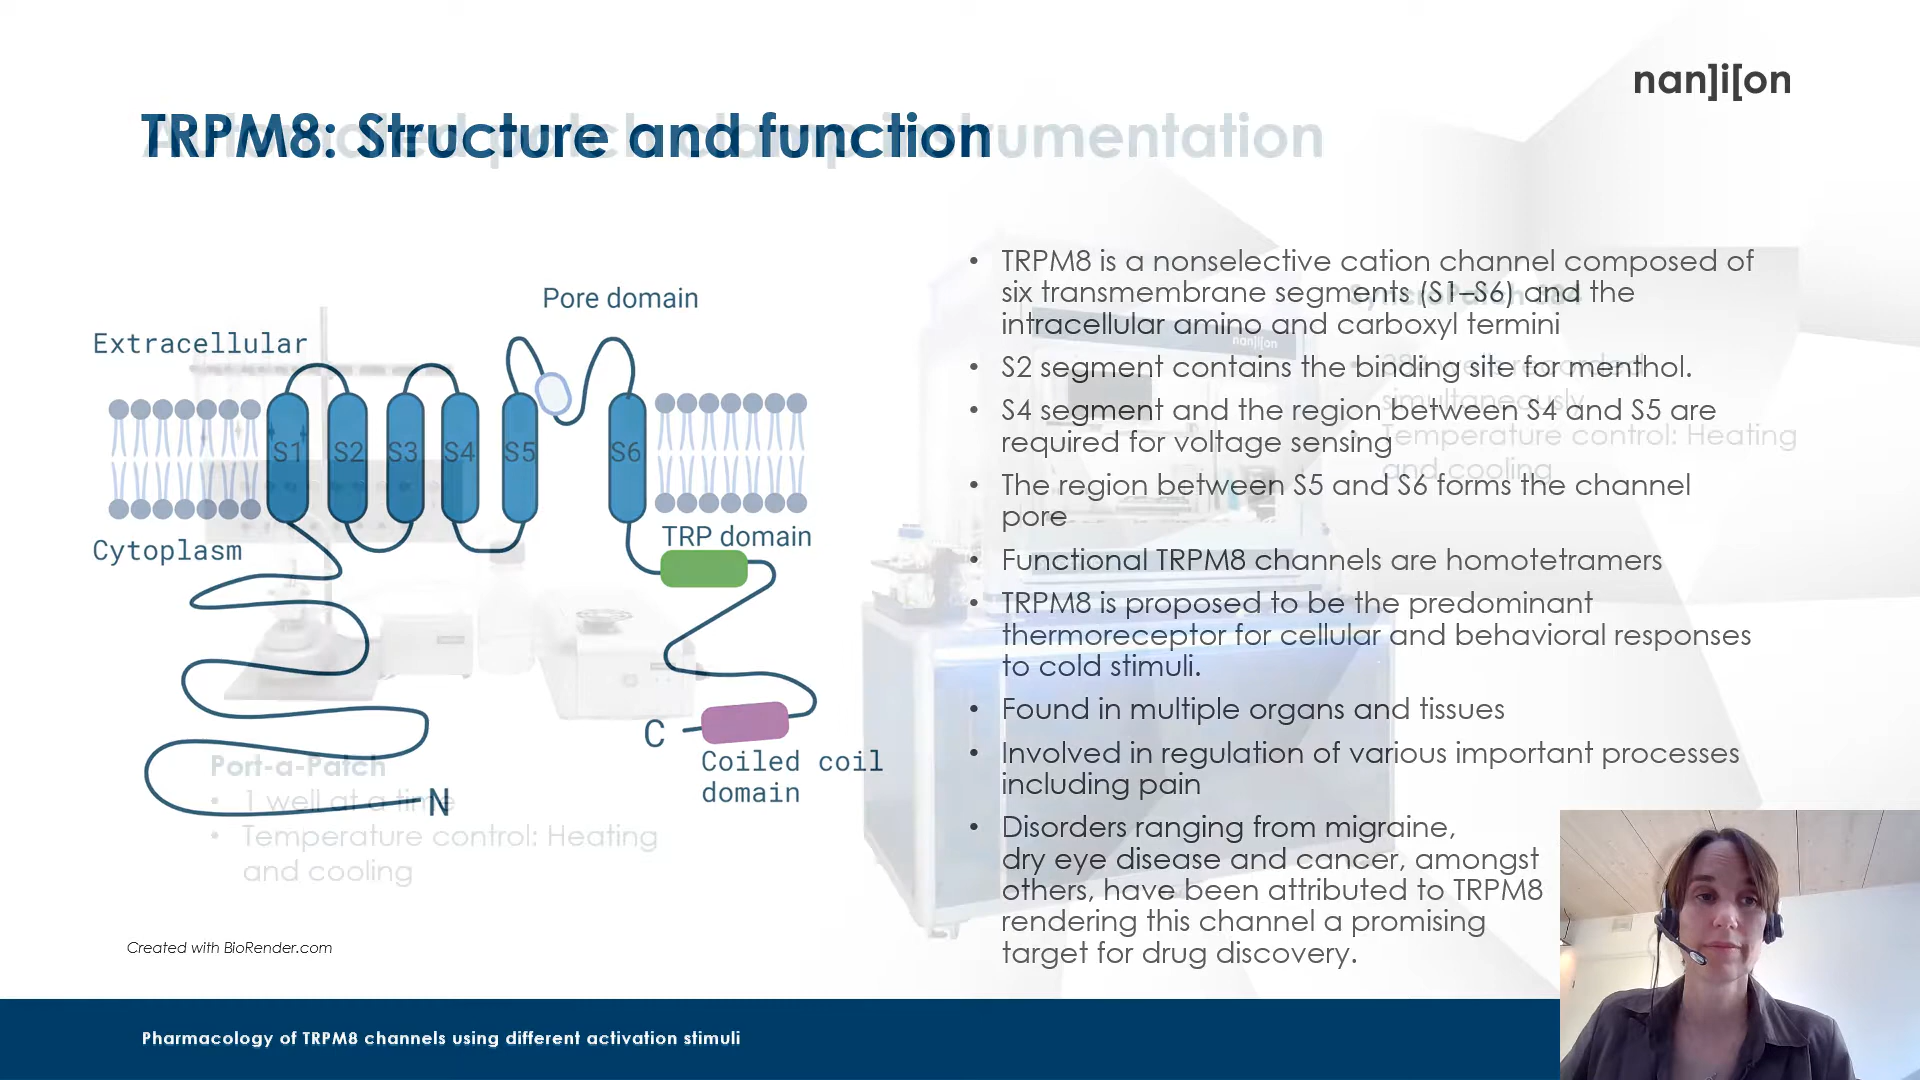 nan]i[on
TRPM8: Structure and function
Automated patch clamp instrumentation
Pore domain
Extracellular
S1 S2 S3 S4 S5 S6
Cytoplasm
TRP domain
C
Coiled coil
domain
N
Created with BioRender.com
• TRPM8 is a nonselective cation channel composed of
six transmembrane segments (S1–S6) and the
intracellular amino and carboxyl termini
• S2 segment contains the binding site for menthol.
• S4 segment and the region between S4 and S5 are
required for voltage sensing
• The region between S5 and S6 forms the channel
pore
• Functional TRPM8 channels are homotetramers
• TRPM8 is proposed to be the predominant
thermoreceptor for cellular and behavioral responses
to cold stimuli.
• Found in multiple organs and tissues
• Involved in regulation of various important processes
including pain
• Disorders ranging from migraine,
dry eye disease and cancer, amongst
others, have been attributed to TRPM8
rendering this channel a promising
target for drug discovery.
Port-a-Patch
• 1 well at a time
• Temperature control: Heating
and cooling
SyncroPatch 384
simultaneously
Temperature control: Heating
and cooling
nan]i[on
Pharmacology of TRPM8 channels using different activation stimuli